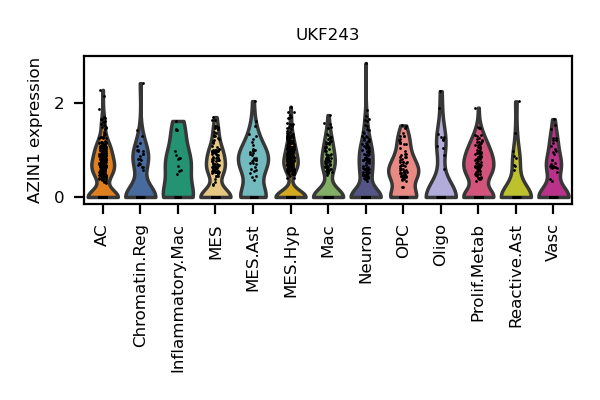 UKF243
AZIN1 expression
2
0
AC
Chromatin.Reg
Inflammatory.Mac
MES
MES.Ast
MES.Hyp
Mac
Neuron
OPC
Oligo
Prolif.Metab
Reactive.Ast
Vasc